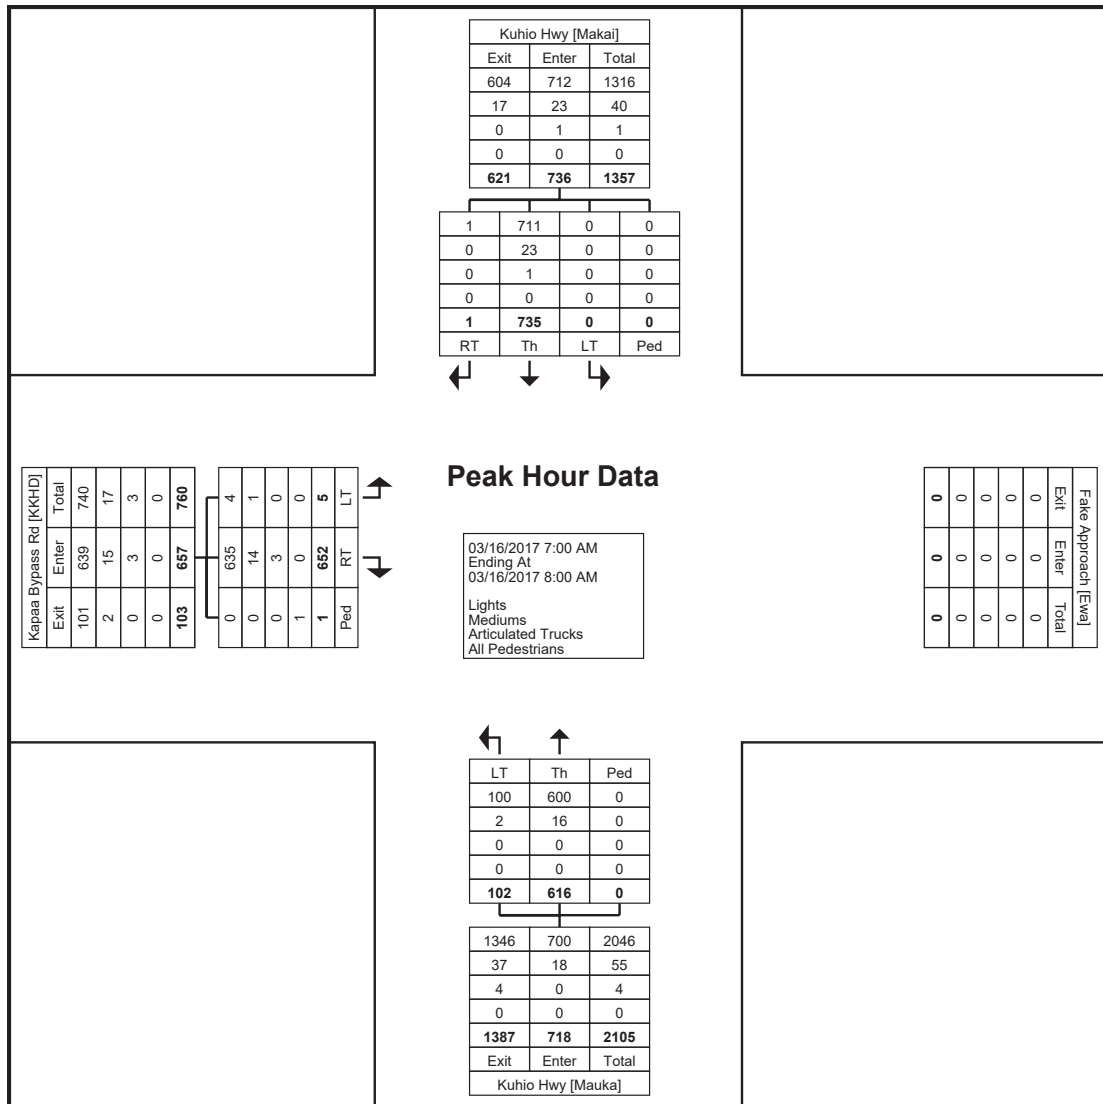 Kuhio Hwy [Makai]
Exit Enter Total
604 712 1316
17 23 40
0 1 1
0 0 0
621 736 1357
1 711 0 0
0 23 0 0
0 1 0 0
0 0 0 0
1 735 0 0
RT Th LT Ped
Kapaa Bypass Rd [KKHD]
Exit Enter Total
101 639 740
2 15 17
0 3 3
0 0 0
103 657 760
0 635 4
0 14 1
0 3 0
1 0 0
1 652 5
Ped RT LT
Peak Hour Data
03/16/2017 7:00 AM
Ending At
03/16/2017 8:00 AM
Lights
Mediums
Articulated Trucks
All Pedestrians
Fake Approach [Ewa]
Exit Enter Total
0 0 0
0 0 0
0 0 0
0 0 0
0 0 0
LT Th Ped
100 600 0
2 16 0
0 0 0
0 0 0
102 616 0
1346 700 2046
37 18 55
4 0 4
0 0 0
1387 718 2105
Exit Enter Total
Kuhio Hwy [Mauka]